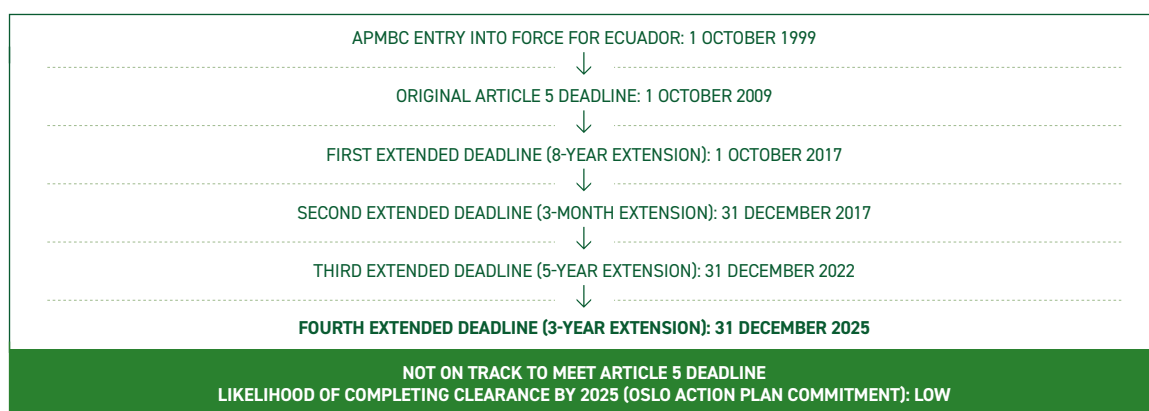 APMBC ENTRY INTO FORCE FOR ECUADOR: 1 OCTOBER 1999
ORIGINAL ARTICLE 5 DEADLINE: 1 OCTOBER 2009
FIRST EXTENDED DEADLINE (8-YEAR EXTENSION): 1 OCTOBER 2017
SECOND EXTENDED DEADLINE (3-MONTH EXTENSION): 31 DECEMBER 2017
THIRD EXTENDED DEADLINE (5-YEAR EXTENSION): 31 DECEMBER 2022
FOURTH EXTENDED DEADLINE (3-YEAR EXTENSION): 31 DECEMBER 2025
NOT ON TRACK TO MEET ARTICLE 5 DEADLINE
LIKELIHOOD OF COMPLETING CLEARANCE BY 2025 (OSLO ACTION PLAN COMMITMENT): LOW